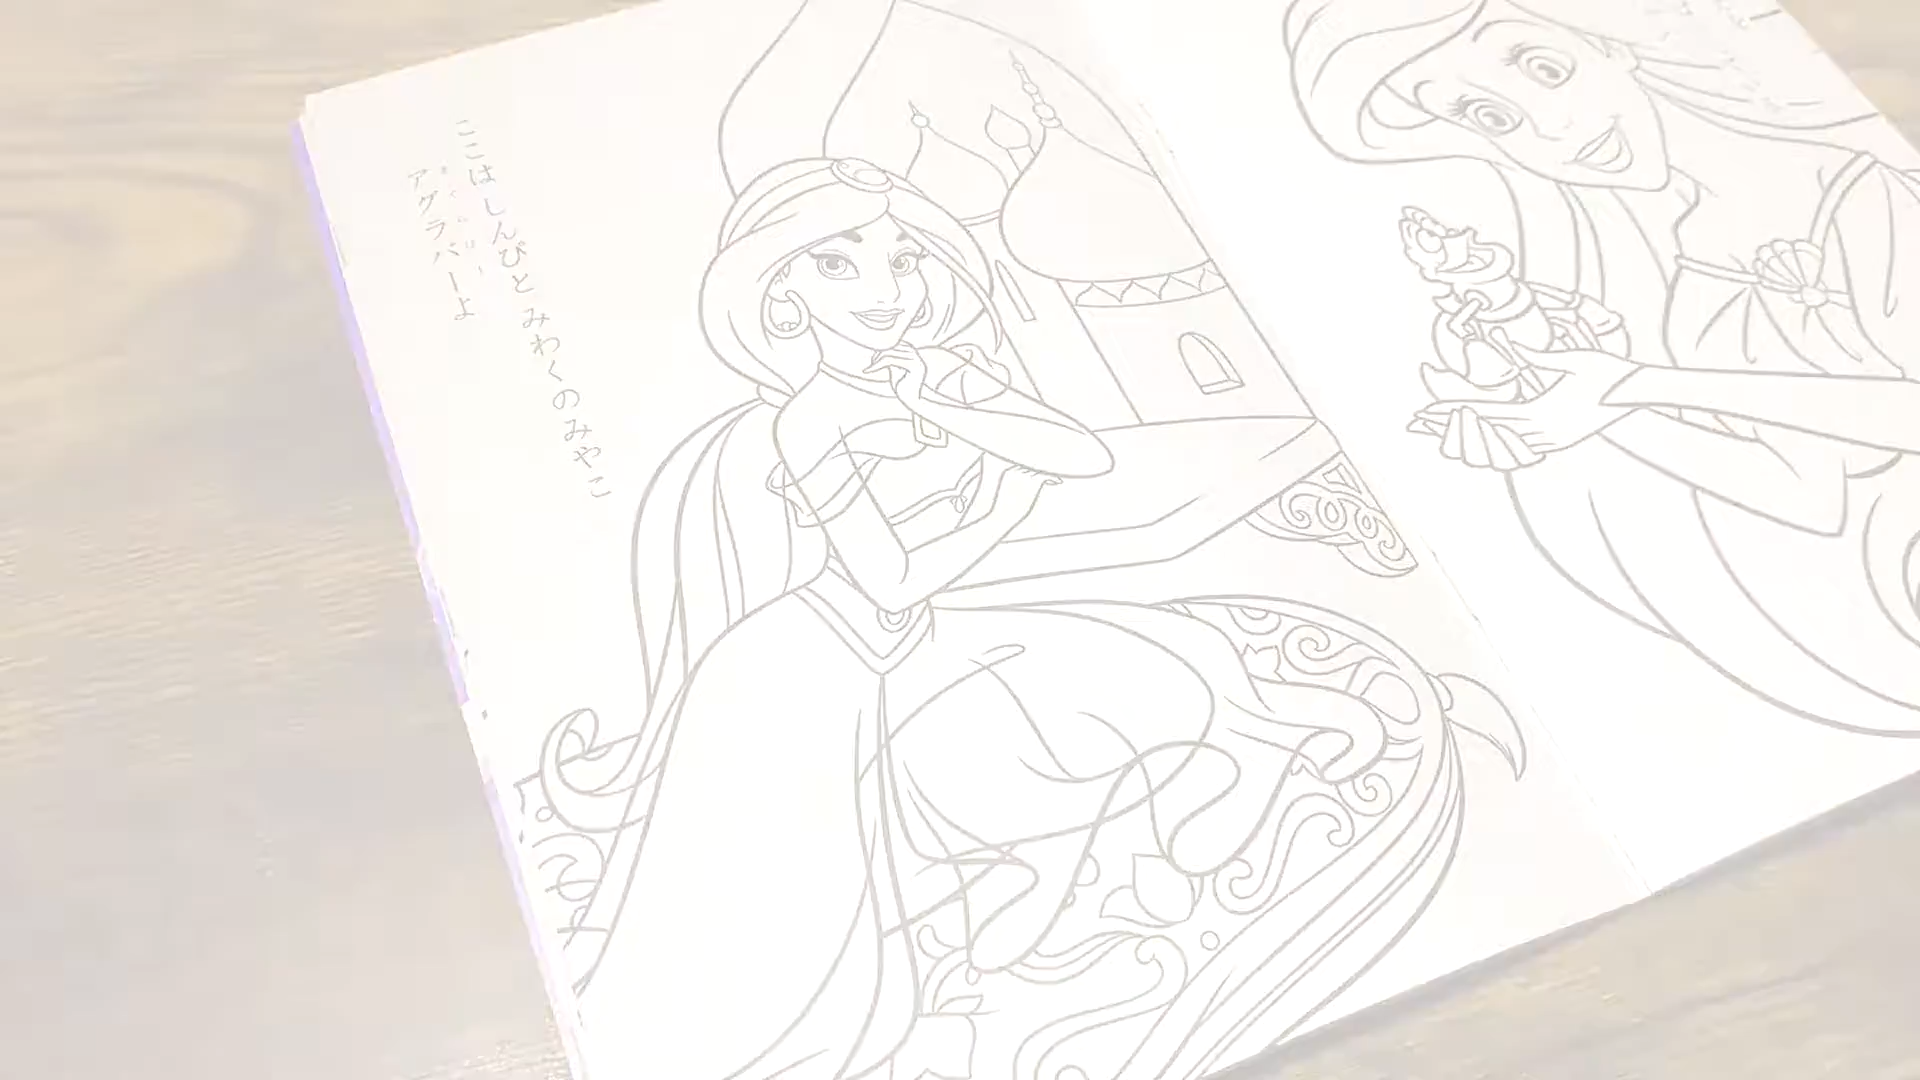 ここは しんぴと みわくの みやこ
アグラバーよ